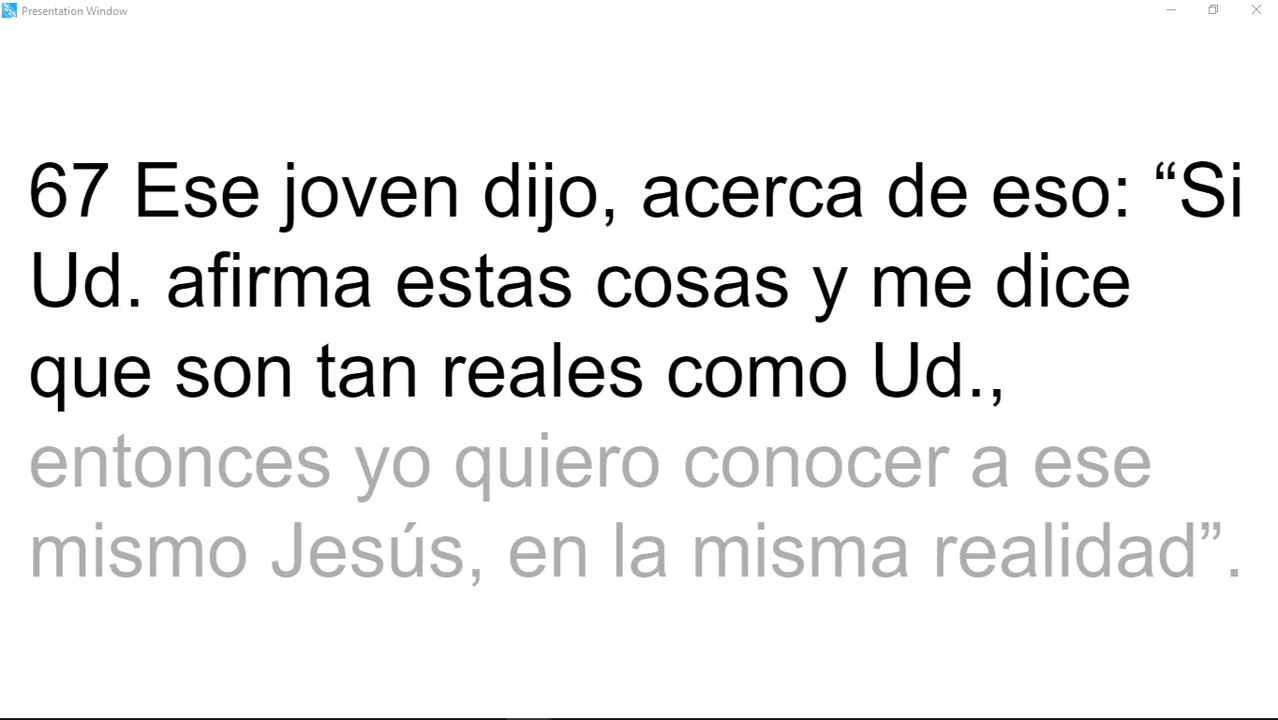 Presentation Window
67 Ese joven dijo, acerca de eso: “Si
Ud. afirma estas cosas y me dice
que son tan reales como Ud.,
entonces yo quiero conocer a ese
mismo Jesús, en la misma realidad”.